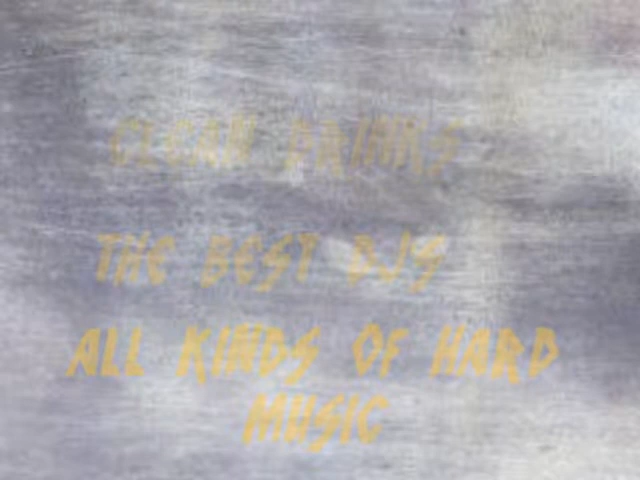 CLEAN DRINKS
THE BEST DJS
ALL KINDS OF HARD
MUSIC